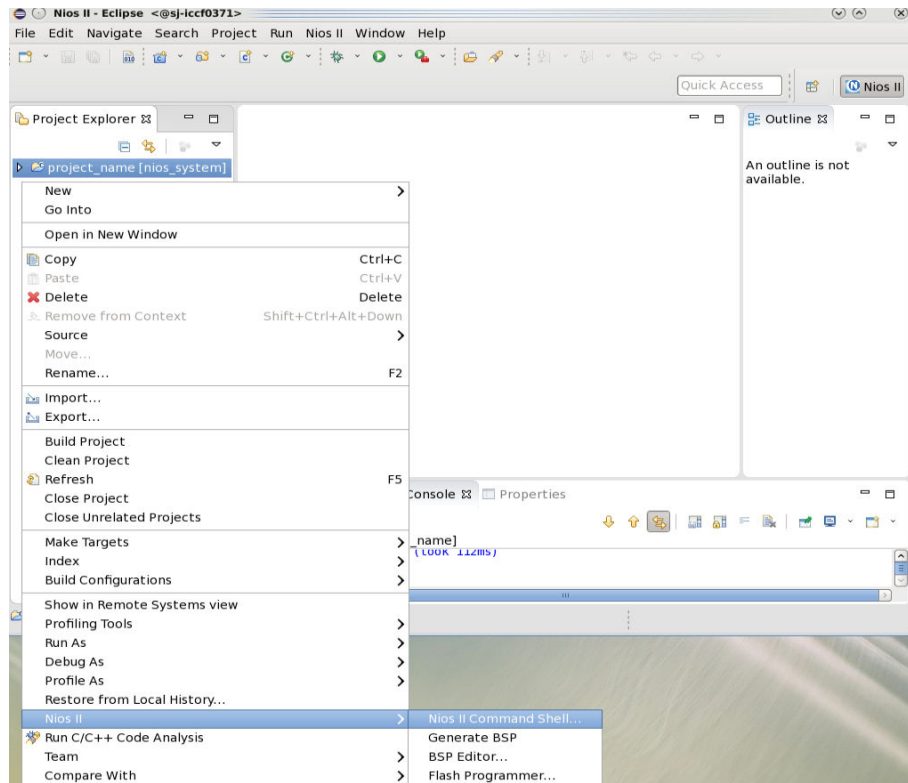 Nios II - Eclipse <@sj-iccf0371>
File Edit Navigate Search Project Run Nios II Window Help
Quick Access
Nios II
Project Explorer
Outline
project_name [nios_system]
An outline is not
available.
New
Go Into
Open in New Window
Copy Ctrl+C
Paste Ctrl+V
Delete Delete
Remove from Context Shift+Ctrl+Alt+Down
Source
Move...
Rename... F2
Import...
Export...
Build Project
Clean Project
Refresh F5
Close Project
Close Unrelated Projects
Console Properties
Make Targets
_name]
(took 112ms)
Index
Build Configurations
Show in Remote Systems view
Profiling Tools
Run As
Debug As
Profile As
Restore from Local History...
Nios II
Nios II Command Shell...
Run C/C++ Code Analysis
Generate BSP
Team
BSP Editor...
Compare With
Flash Programmer...